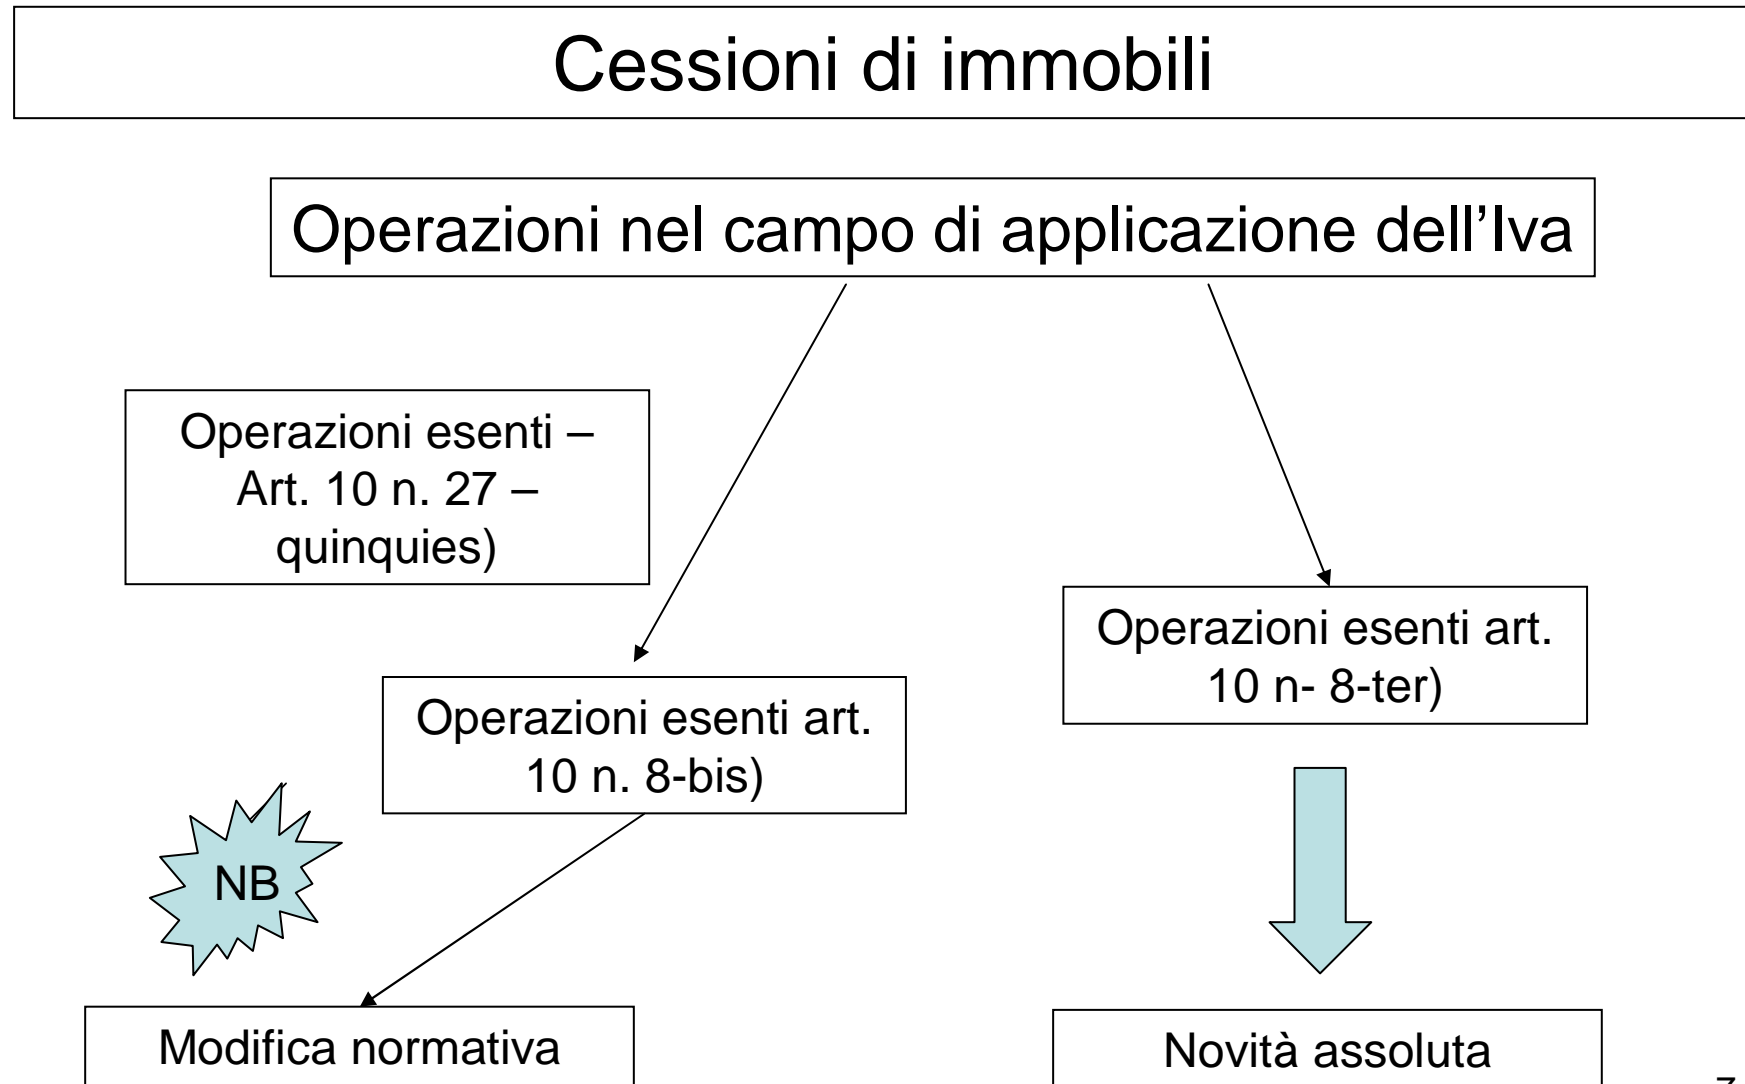 Cessioni di immobili
Operazioni nel campo di applicazione dell’Iva
Operazioni esenti –
Art. 10 n. 27 –
quinquies)
Operazioni esenti art.
10 n- 8-ter)
Operazioni esenti art.
10 n. 8-bis)
NB
Modifica normativa
Novità assoluta
7